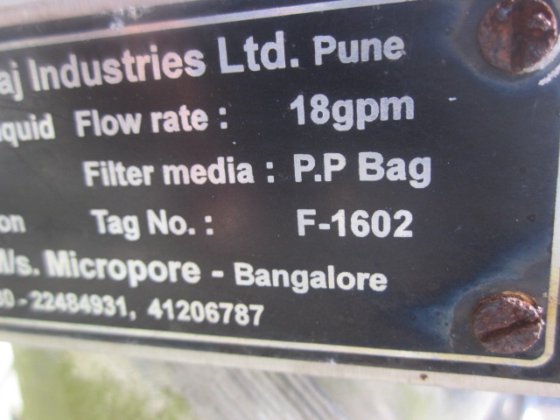 aj Industries Ltd. Pune
quid Flow rate : 18gpm
Filter media : P.P Bag
on Tag No. : F-1602
/s. Micropore - Bangalore
0 - 22484931, 41206787